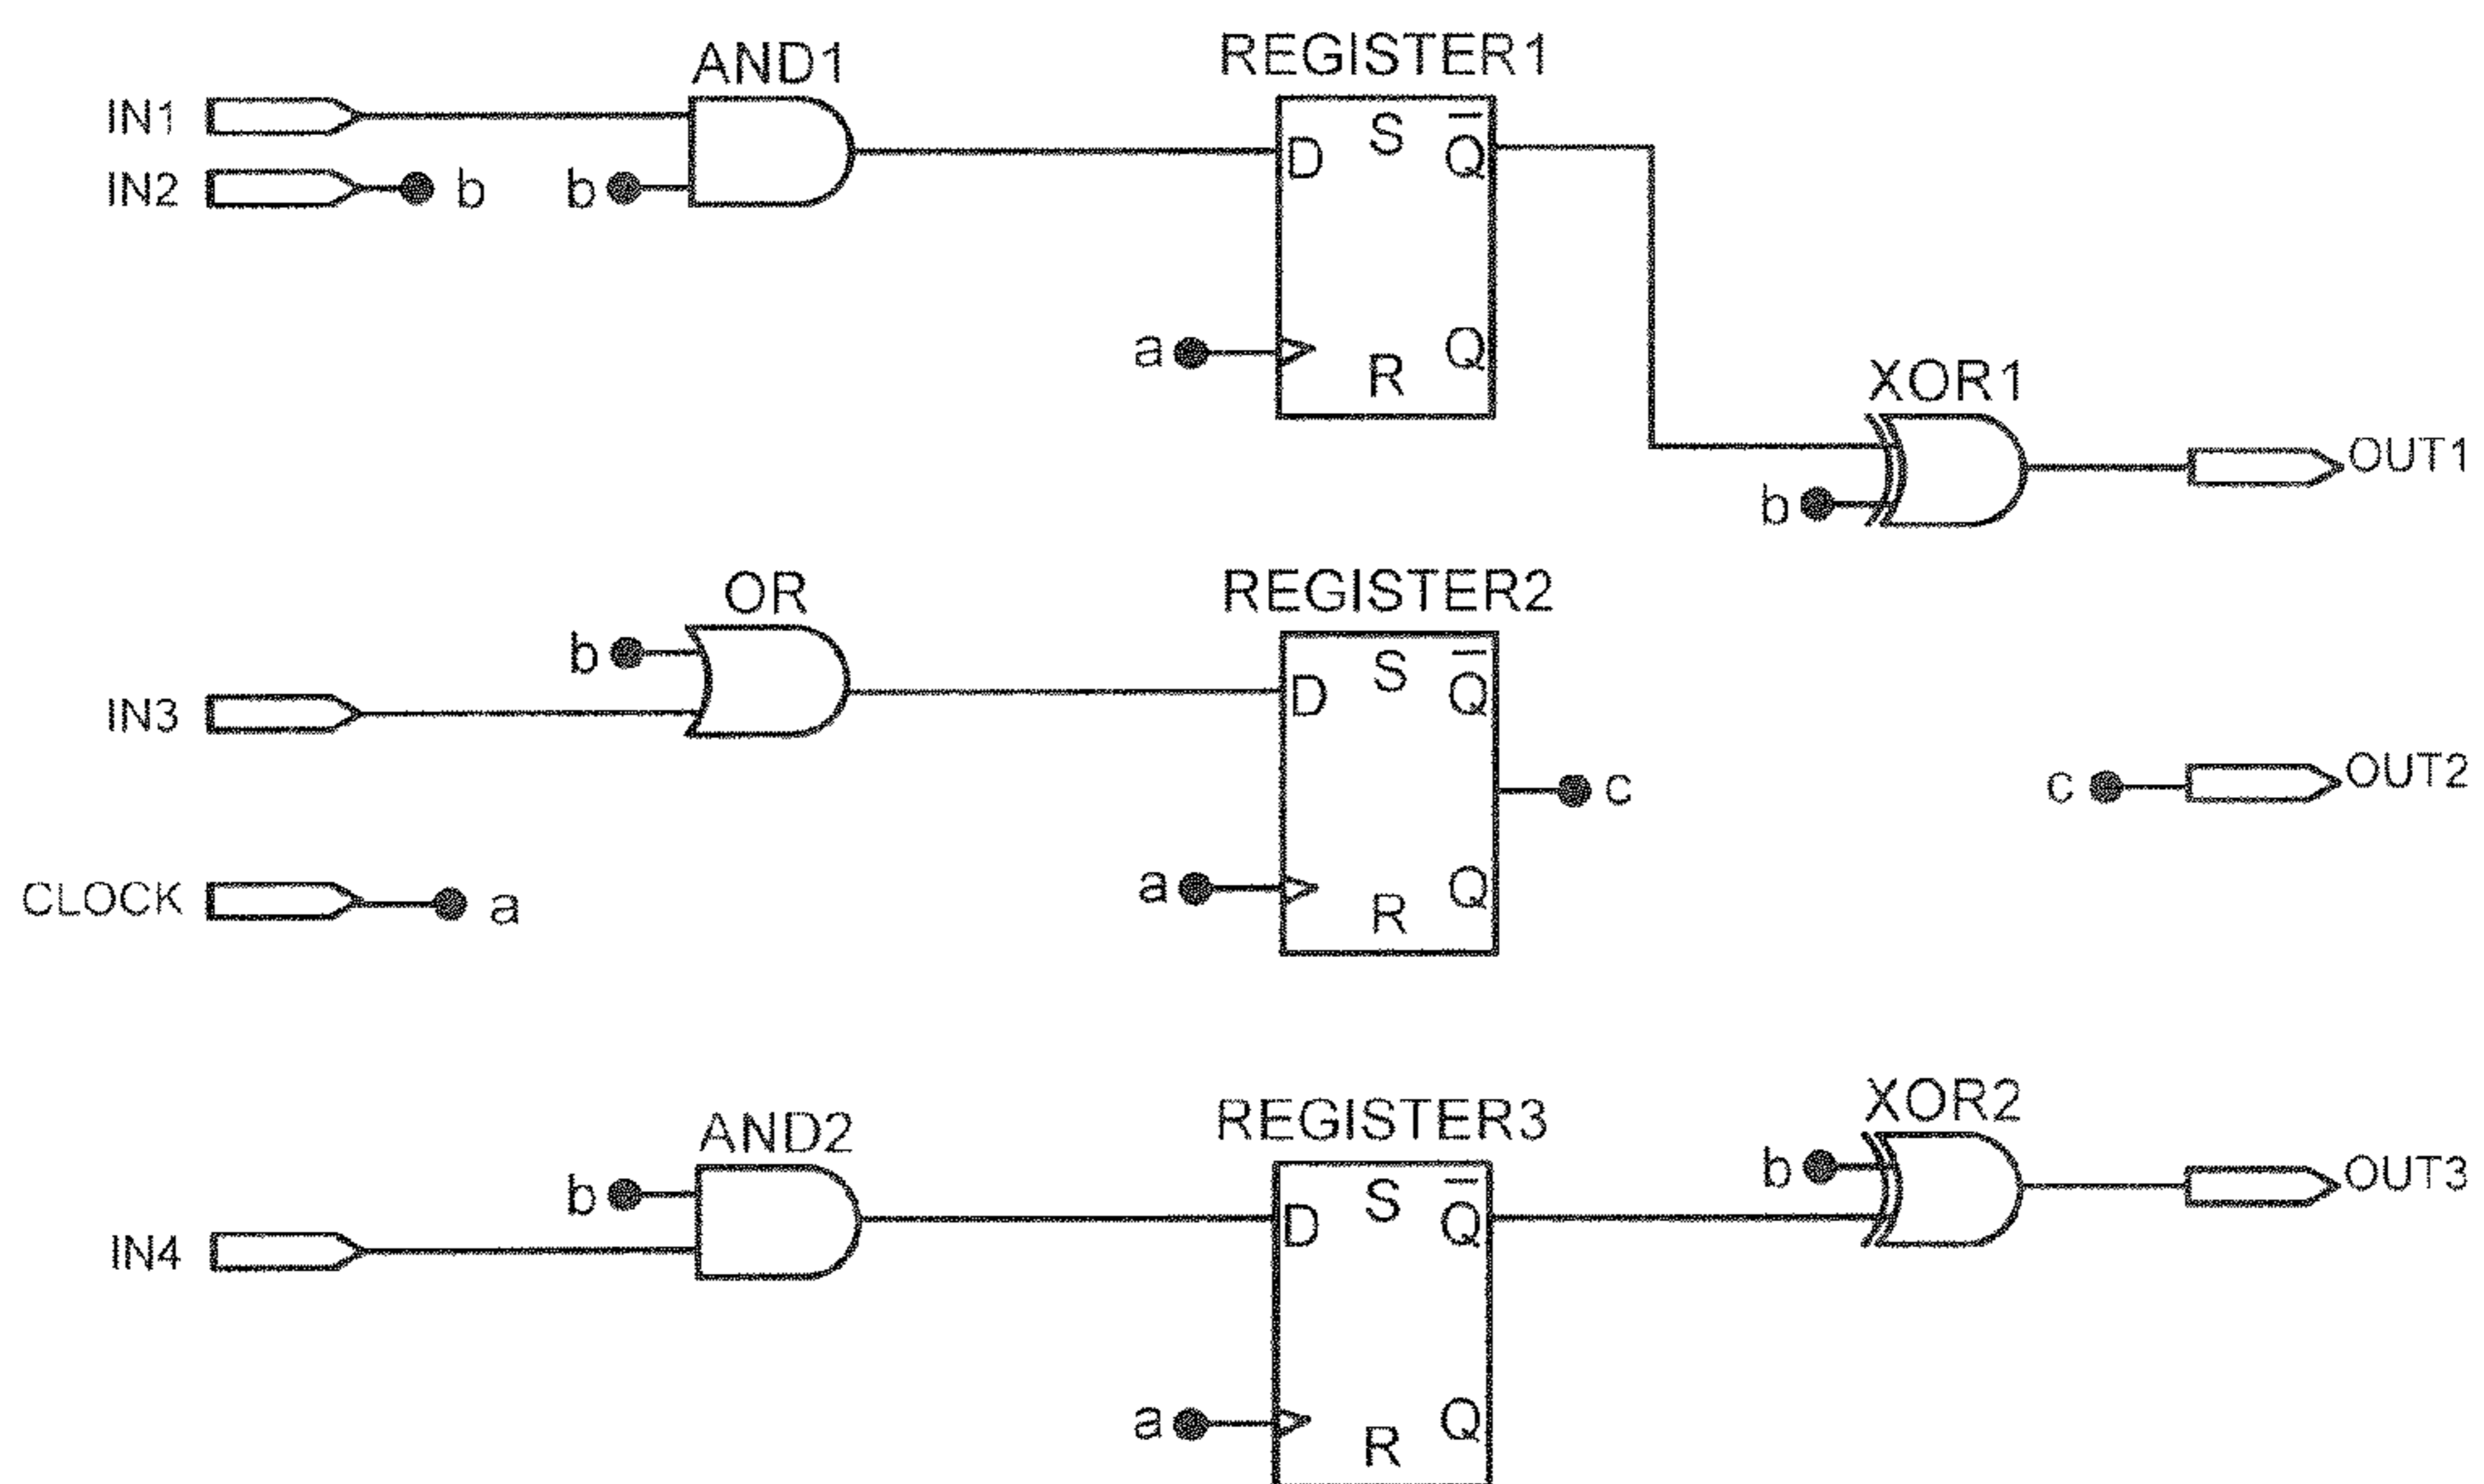 AND1
REGISTER1
IN1
D S Q̅
IN2 b b
a R Q
XOR1
OUT1
b
OR
REGISTER2
b
D S Q̅
IN3
c c OUT2
CLOCK a
a R Q
XOR2
REGISTER3
AND2
b
b OUT3
D S Q̅
IN4
a R Q